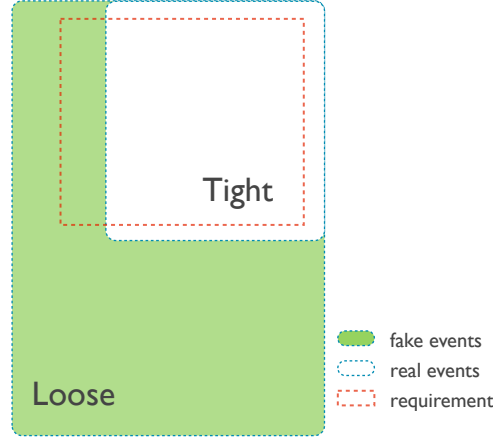 Tight
Loose
fake events
real events
requirement